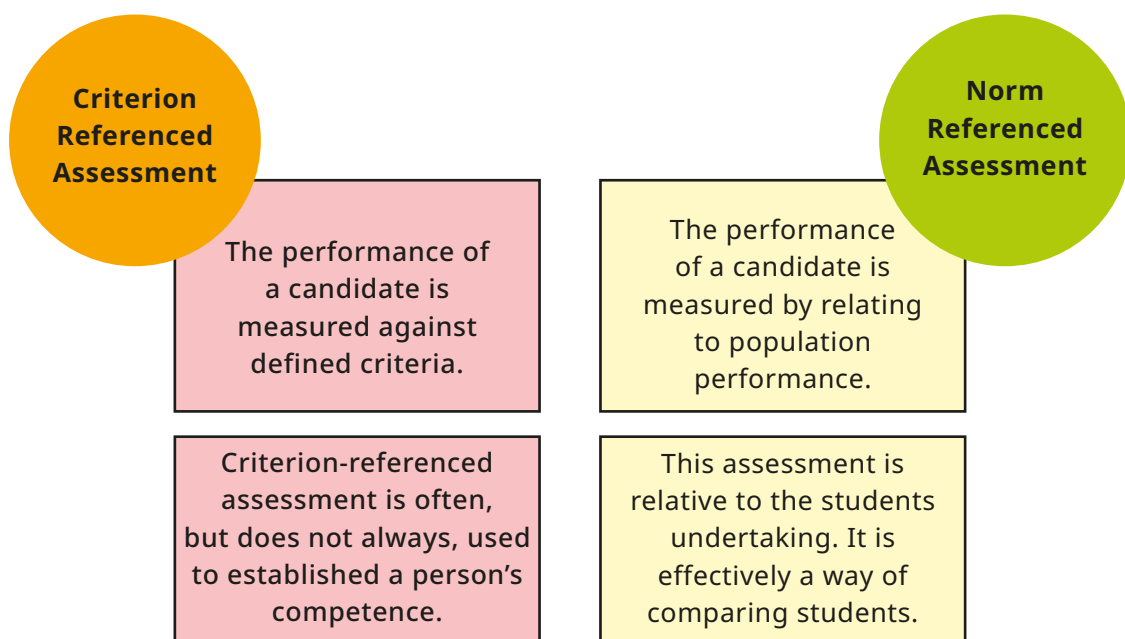 Criterion
Referenced
Assessment
The performance of
a candidate is
measured against
defined criteria.
Criterion-referenced
assessment is often,
but does not always, used
to established a person’s
competence.
Norm
Referenced
Assessment
The performance
of a candidate is
measured by relating
to population
performance.
This assessment is
relative to the students
undertaking. It is
effectively a way of
comparing students.